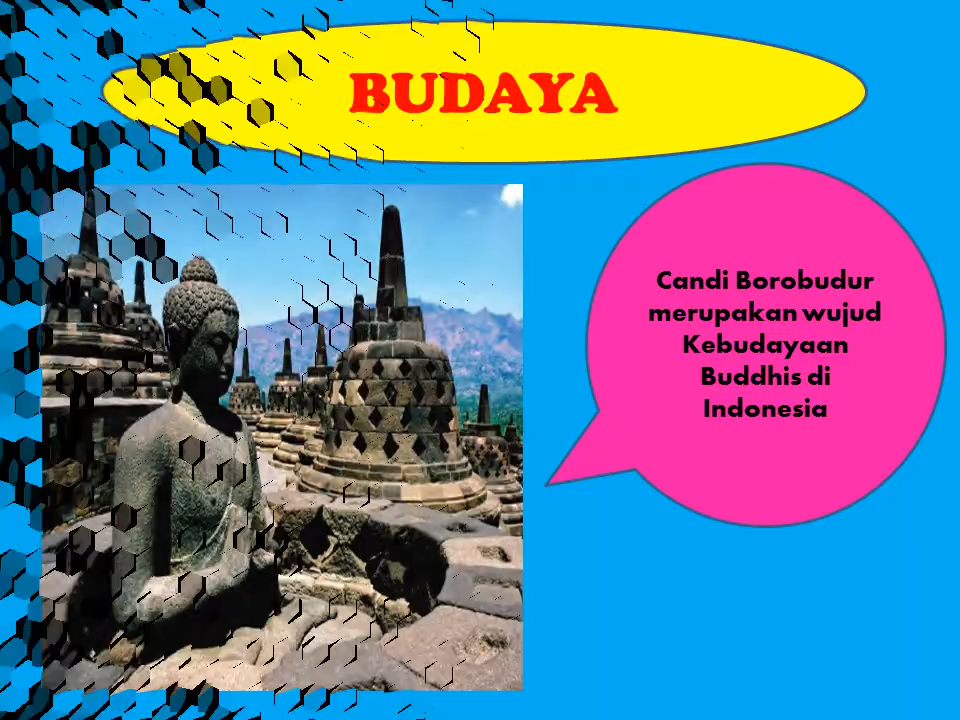 BUDAYA
Candi Borobudur
merupakan wujud
Kebudayaan
Buddhis di
Indonesia